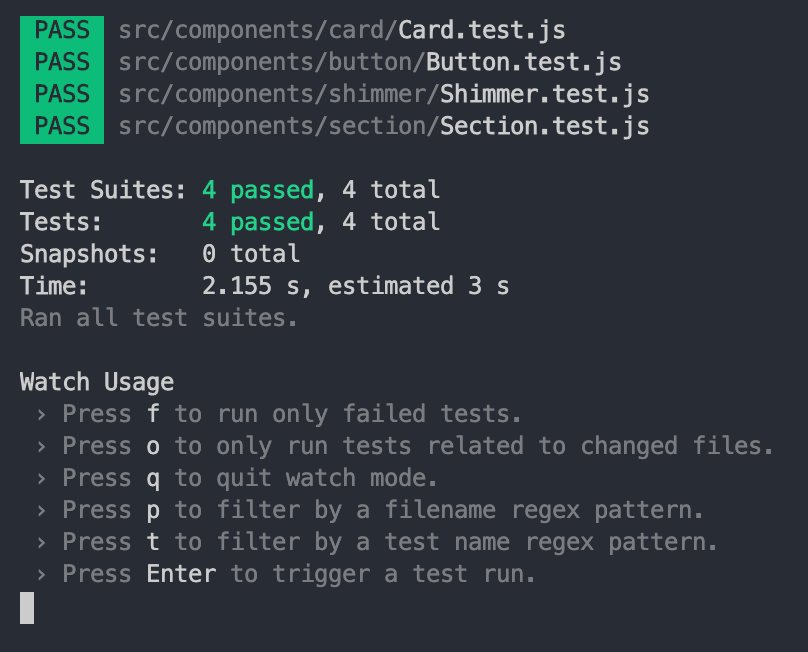 PASS src/components/card/Card.test.js
PASS src/components/button/Button.test.js
PASS src/components/shimmer/Shimmer.test.js
PASS src/components/section/Section.test.js
Test Suites: 4 passed, 4 total
Tests: 4 passed, 4 total
Snapshots: 0 total
Time: 2.155 s, estimated 3 s
Ran all test suites.
Watch Usage
› Press f to run only failed tests.
› Press o to only run tests related to changed files.
› Press q to quit watch mode.
› Press p to filter by a filename regex pattern.
› Press t to filter by a test name regex pattern.
› Press Enter to trigger a test run.